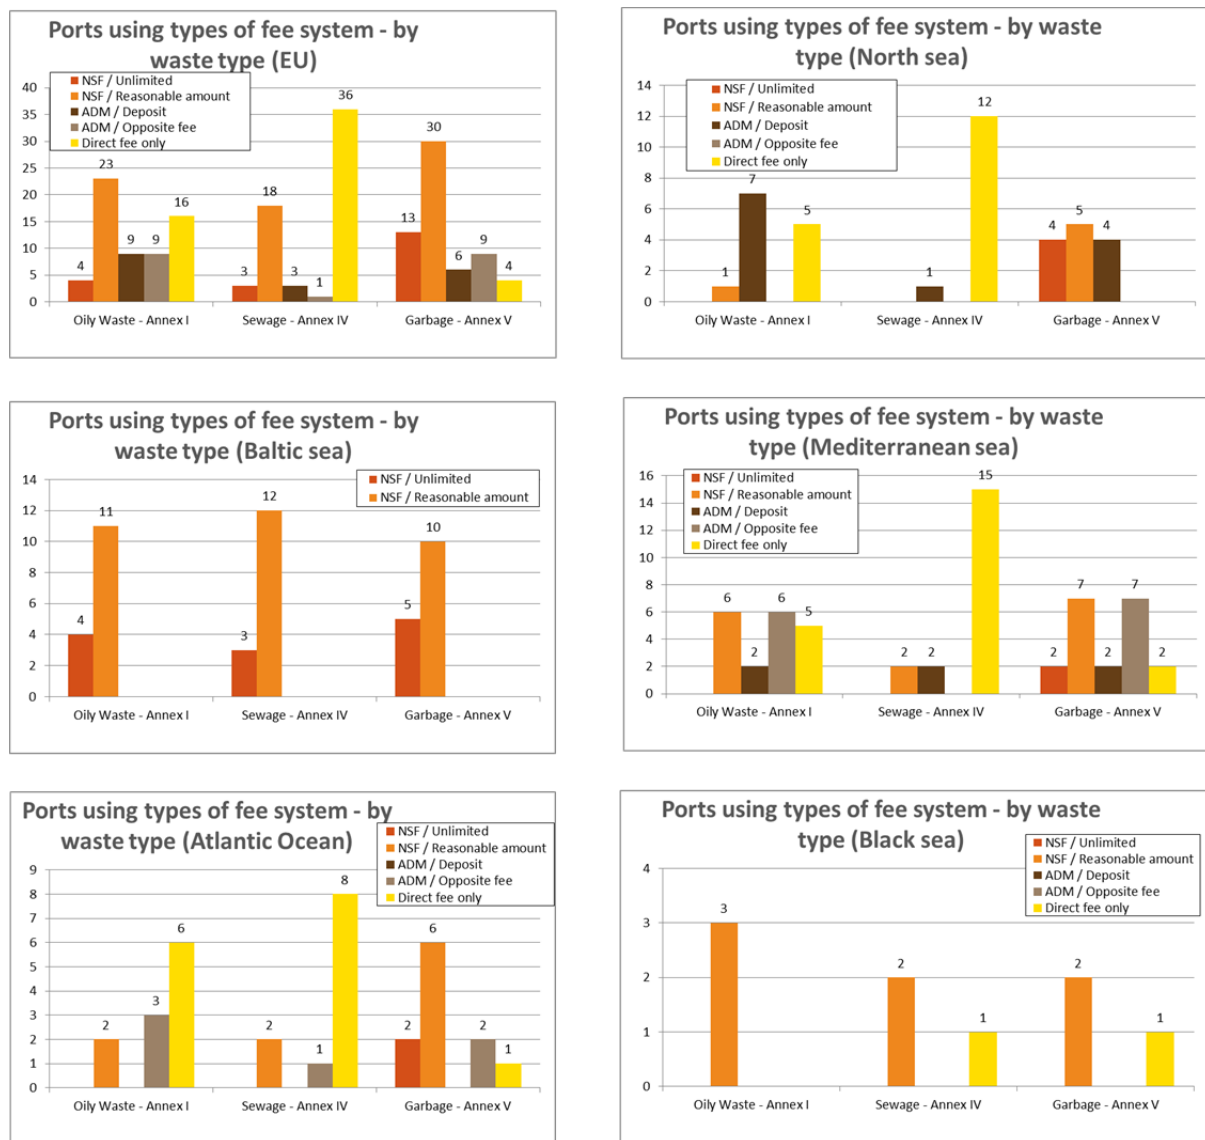 Ports using types of fee system - by
waste type (EU)
NSF / Unlimited
NSF / Reasonable amount
ADM / Deposit
ADM / Opposite fee
Direct fee only
40
35
30
25
20
15
10
5
0
4
23
9
9
16
3
18
3
1
36
13
30
6
9
4
Oily Waste - Annex I
Sewage - Annex IV
Garbage - Annex V
Ports using types of fee system - by waste
type (North sea)
NSF / Unlimited
NSF / Reasonable amount
ADM / Deposit
ADM / Opposite fee
Direct fee only
14
12
10
8
6
4
2
0
1
7
5
1
12
4
5
4
Oily Waste - Annex I
Sewage - Annex IV
Garbage - Annex V
Ports using types of fee system - by
waste type (Baltic sea)
NSF / Unlimited
NSF / Reasonable amount
14
12
10
8
6
4
2
0
4
11
3
12
5
10
Oily Waste - Annex I
Sewage - Annex IV
Garbage - Annex V
Ports using types of fee system - by waste
type (Mediterranean sea)
NSF / Unlimited
NSF / Reasonable amount
ADM / Deposit
ADM / Opposite fee
Direct fee only
16
14
12
10
8
6
4
2
0
6
2
6
5
2
2
15
2
7
2
7
2
Oily Waste - Annex I
Sewage - Annex IV
Garbage - Annex V
Ports using types of fee system - by
waste type (Atlantic Ocean)
NSF / Unlimited
NSF / Reasonable amount
ADM / Deposit
ADM / Opposite fee
Direct fee only
9
8
7
6
5
4
3
2
1
0
2
3
6
2
1
8
2
6
2
1
Oily Waste - Annex I
Sewage - Annex IV
Garbage - Annex V
Ports using types of fee system - by waste
type (Black sea)
NSF / Unlimited
NSF / Reasonable amount
ADM / Deposit
ADM / Opposite fee
Direct fee only
4
3
2
1
0
3
2
1
2
1
Oily Waste - Annex I
Sewage - Annex IV
Garbage - Annex V